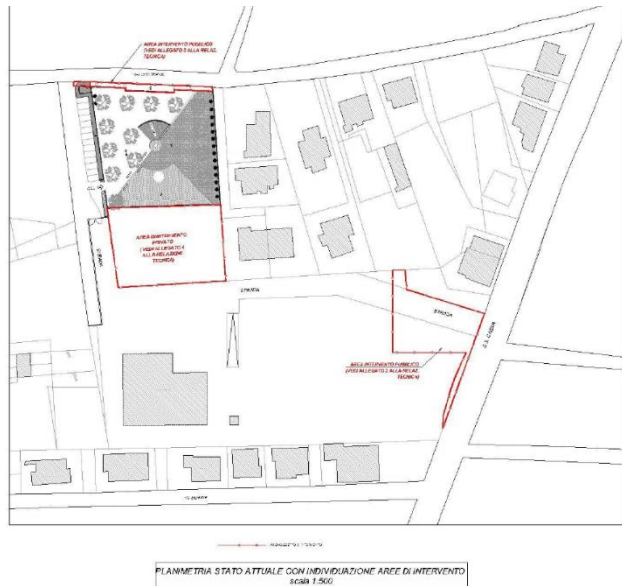 AREA INTERVENTO PUBBLICO
(VEDI ALLEGATO 3 ALLA RELAZ.
TECNICA)
AREA D'INTERVENTO
PRIVATO
(VEDI ALLEGATO 4
ALLA RELAZIONE
TECNICA)
STRADA
STRADA
STRADA
S.S. CASSIA
AREA INTERVENTO PUBBLICO
(VEDI ALLEGATO 2 ALLA RELAZ.
TECNICA)
PLANIMETRIA STATO ATTUALE CON INDIVIDUAZIONE AREE DI INTERVENTO
scala 1:500